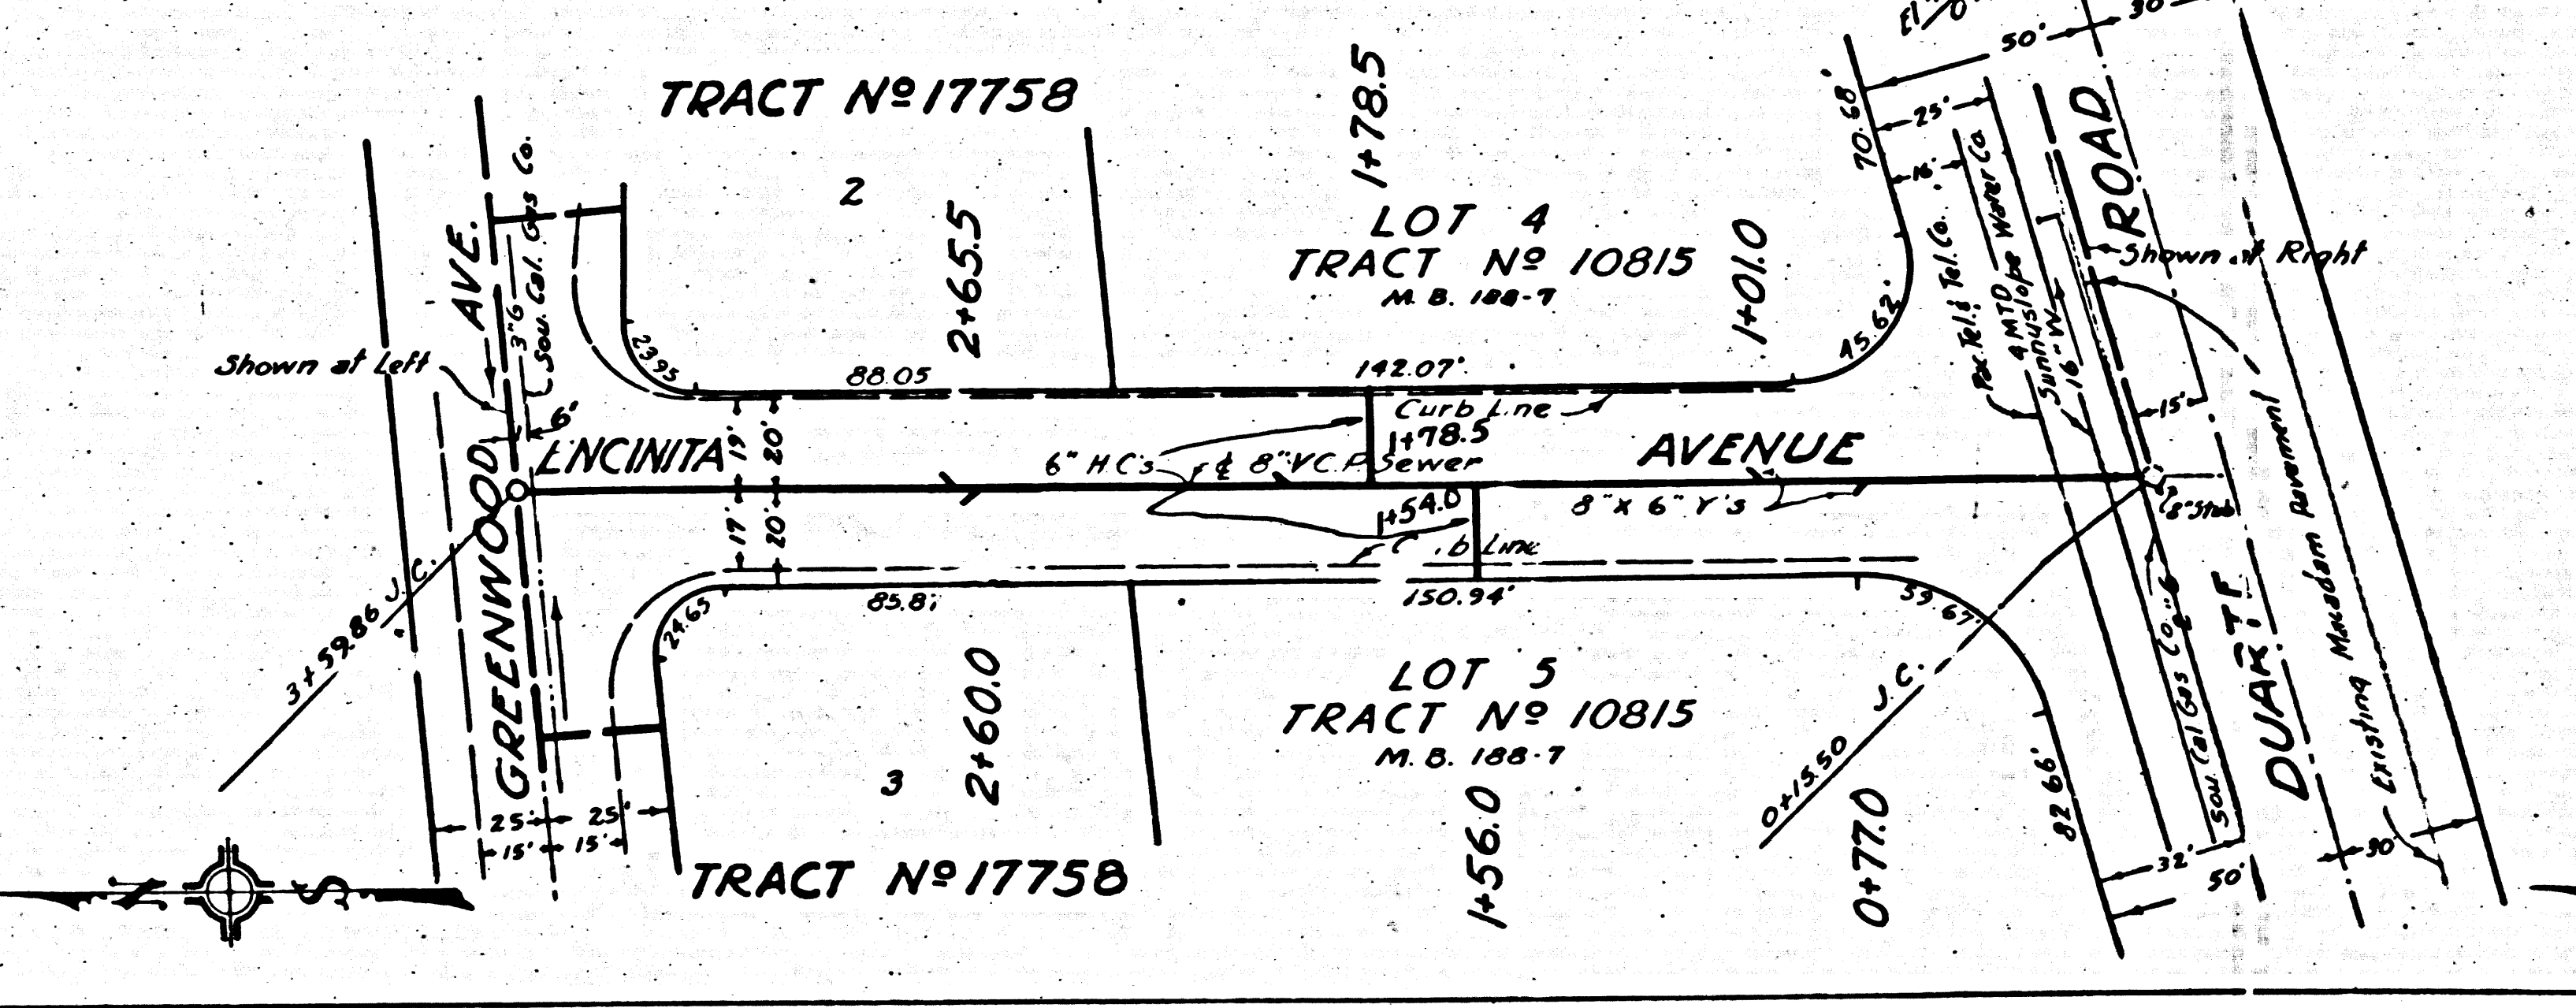 TRACT Nº 17758
2
2+65.5
1+78.5
LOT 4
TRACT Nº 10815
M. B. 188-7
1+01.0
70.68'
50'
30'
25'
16'
ROAD
Shown at Right
Pac. Tel. & Tel. Co.
4 MTD
Sunnyslope Water Co
16" W
AVE.
3" G
Sou. Cal. Gas Co.
Shown at Left
6'
23.95
88.05
142.07'
45.62'
Curb Line
1+78.5
15'
ENCINITA
AVENUE
19'
20'
17'
20'
6" H.C's
℄ 8" V.C.P. Sewer
1+54.0
8" X 6" Y's
8" Stub
Line
3+59.86 J.C.
GREENWOOD
24.65
85.8
150.94'
39.67'
LOT 5
TRACT Nº 10815
M. B. 188-7
3
2+60.0
1+56.0
0+15.50 J.C.
0+77.0
82.66'
Sou. Cal Gas Co. 2" G
DUARTE
Existing Macadam Pavement
25'
25'
15'
15'
32'
50'
30'
TRACT Nº 17758
N
S